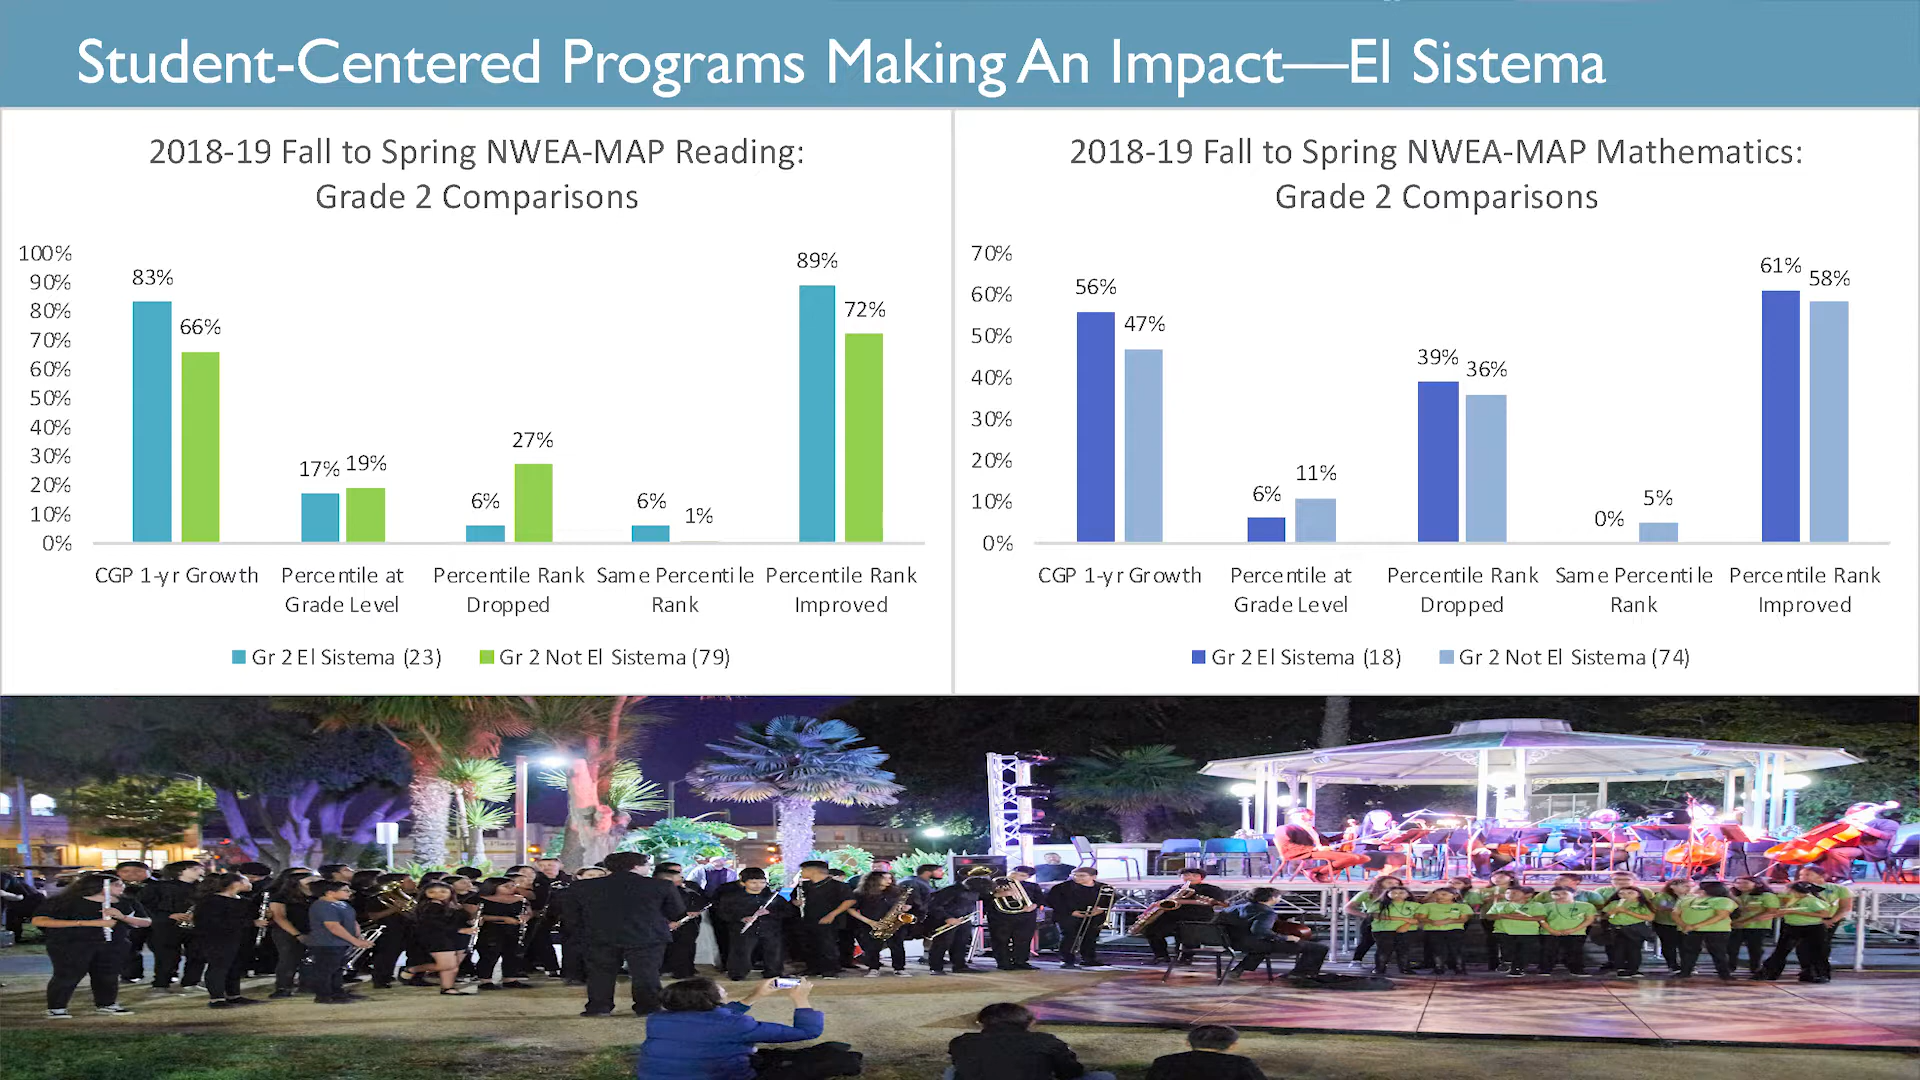 Student-Centered Programs Making An Impact—El Sistema
2018-19 Fall to Spring NWEA-MAP Reading:
Grade 2 Comparisons
100%
90%
80%
70%
60%
50%
40%
30%
20%
10%
0%
83%
66%
17%
19%
6%
27%
6%
1%
89%
72%
CGP 1-yr Growth
Percentile at
Grade Level
Percentile Rank
Dropped
Same Percentile
Rank
Percentile Rank
Improved
Gr 2 El Sistema (23)
Gr 2 Not El Sistema (79)
2018-19 Fall to Spring NWEA-MAP Mathematics:
Grade 2 Comparisons
70%
60%
50%
40%
30%
20%
10%
0%
56%
47%
6%
11%
39%
36%
0%
5%
61%
58%
CGP 1-yr Growth
Percentile at
Grade Level
Percentile Rank
Dropped
Same Percentile
Rank
Percentile Rank
Improved
Gr 2 El Sistema (18)
Gr 2 Not El Sistema (74)